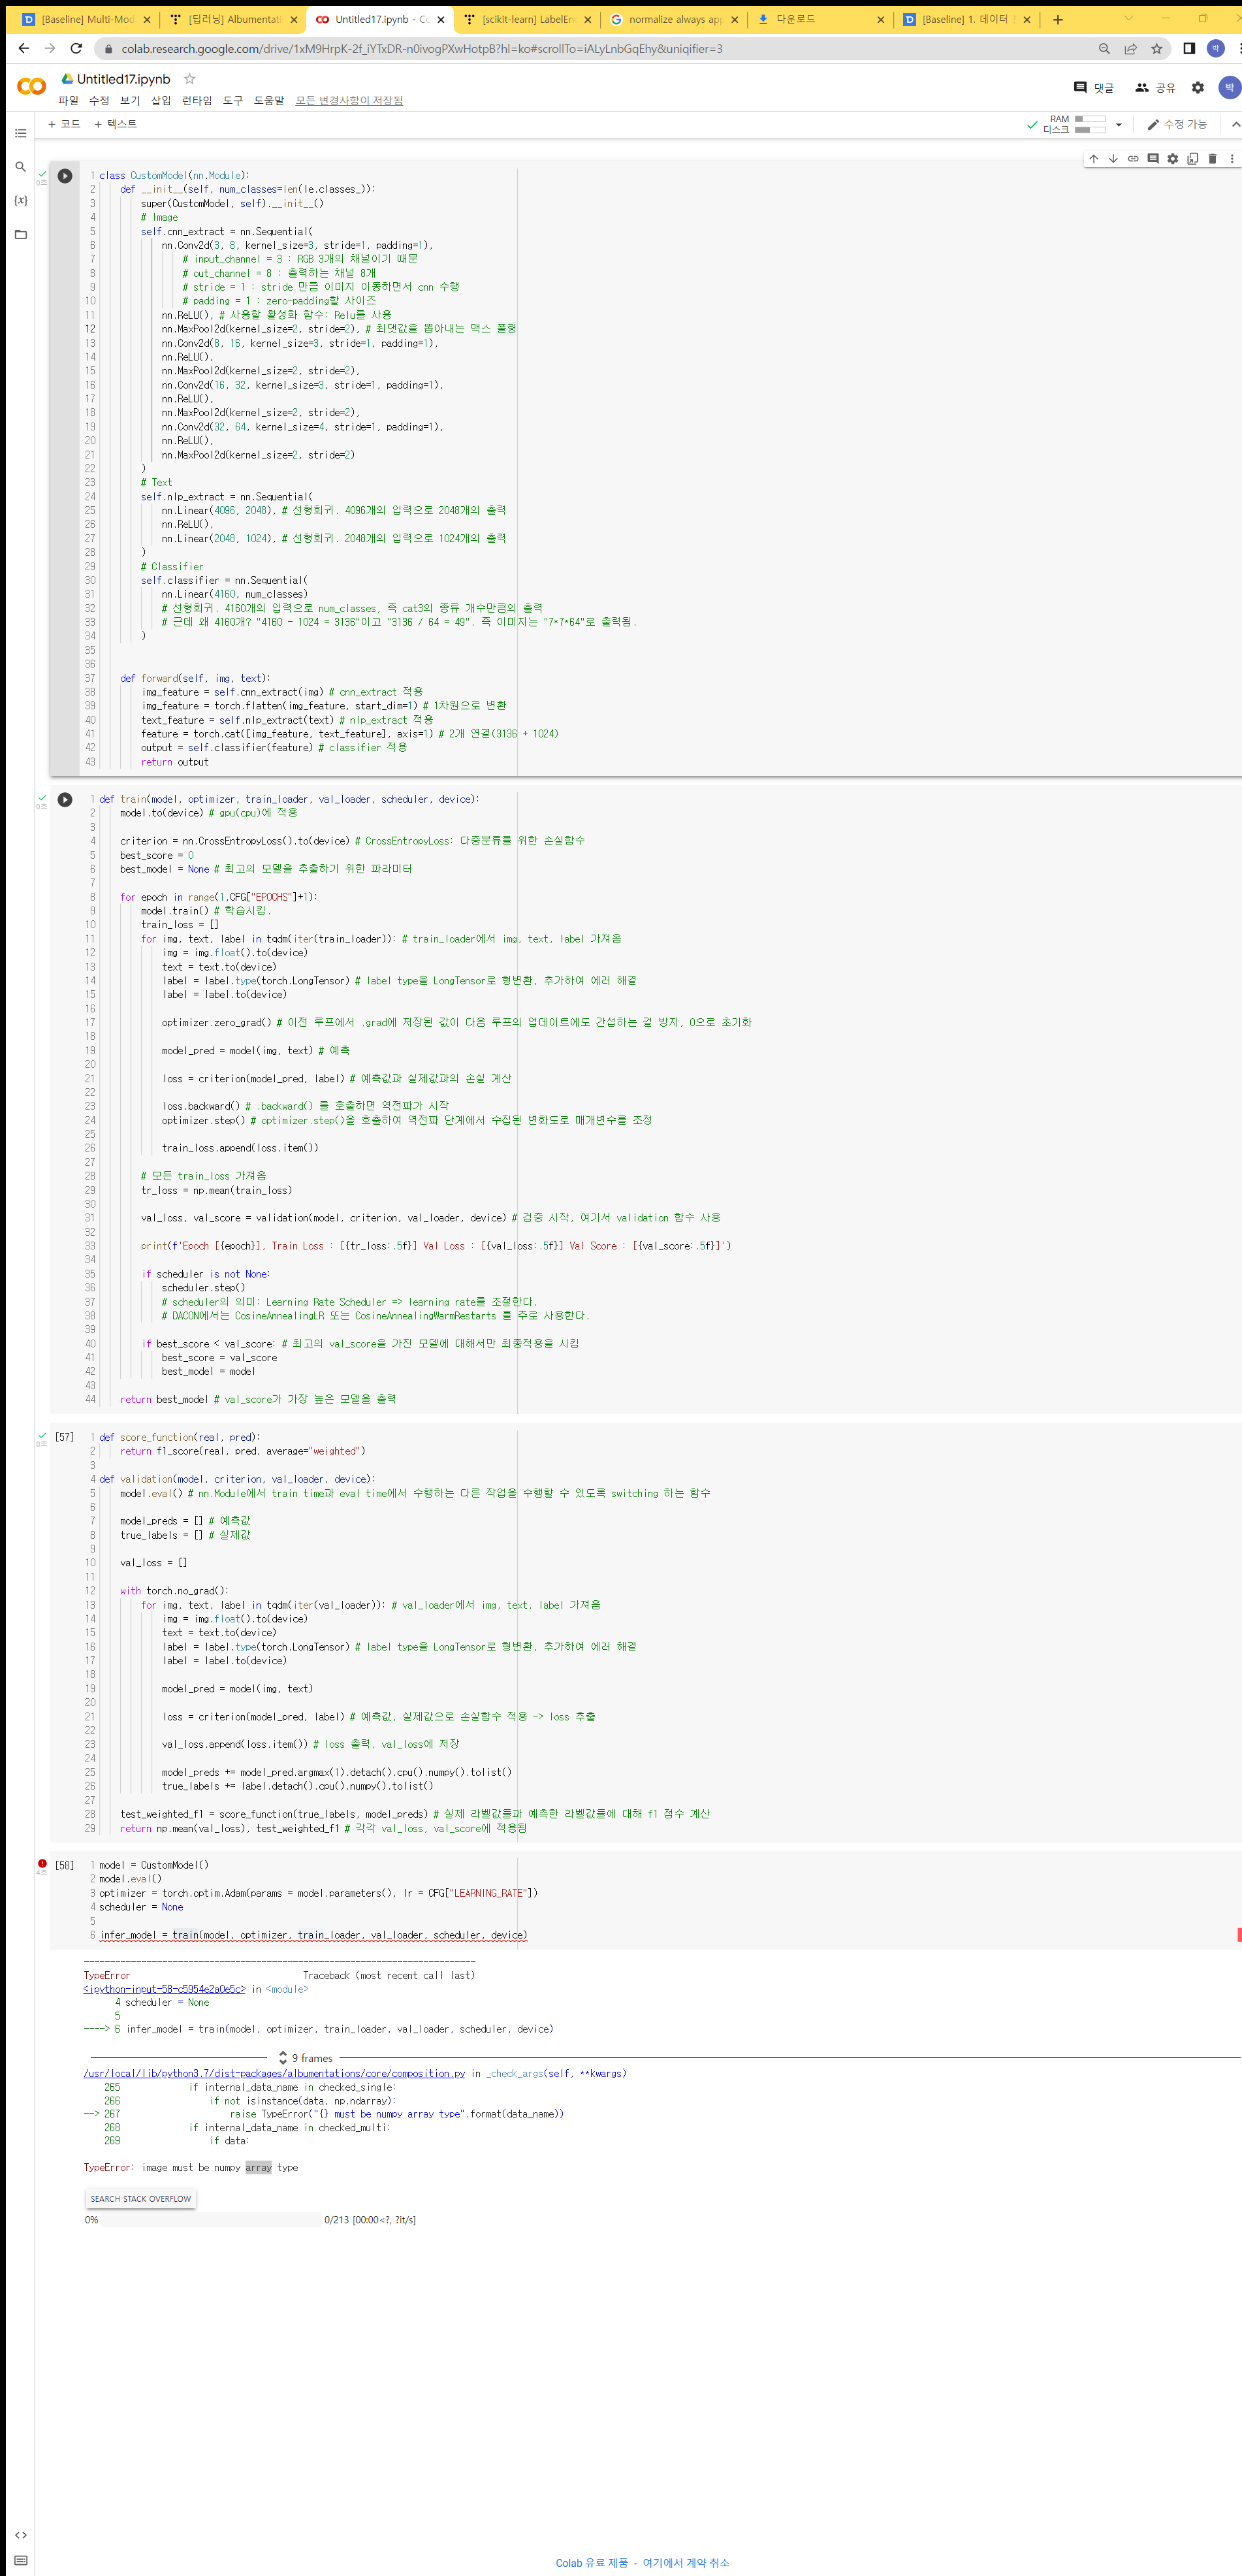 [Baseline] Multi-Mod
[딥러닝] Albumentati
Untitled17.ipynb - Co
[scikit-learn] LabelEn
normalize always app
다운로드
[Baseline] 1. 데이터
colab.research.google.com/drive/1xM9HrpK-2f_iYTxDR-n0ivogPXwHotpB?hl=ko#scrollTo=iALyLnbGqEhy&uniqifier=3
박
Untitled17.ipynb
파일 수정 보기 삽입 런타임 도구 도움말 모든 변경사항이 저장됨
댓글 공유 박
+ 코드 + 텍스트
RAM
디스크
수정 가능
0초
1 class CustomModel(nn.Module):
2 def __init__(self, num_classes=len(le.classes_)):
3 super(CustomModel, self).__init__()
4 # Image
5 self.cnn_extract = nn.Sequential(
6 nn.Conv2d(3, 8, kernel_size=3, stride=1, padding=1),
7 # input_channel = 3 : RGB 3개의 채널이기 때문
8 # out_channel = 8 : 출력하는 채널 8개
9 # stride = 1 : stride 만큼 이미지 이동하면서 cnn 수행
10 # padding = 1 : zero-padding할 사이즈
11 nn.ReLU(), # 사용할 활성화 함수: Relu를 사용
12 nn.MaxPool2d(kernel_size=2, stride=2), # 최댓값을 뽑아내는 맥스 풀링
13 nn.Conv2d(8, 16, kernel_size=3, stride=1, padding=1),
14 nn.ReLU(),
15 nn.MaxPool2d(kernel_size=2, stride=2),
16 nn.Conv2d(16, 32, kernel_size=3, stride=1, padding=1),
17 nn.ReLU(),
18 nn.MaxPool2d(kernel_size=2, stride=2),
19 nn.Conv2d(32, 64, kernel_size=4, stride=1, padding=1),
20 nn.ReLU(),
21 nn.MaxPool2d(kernel_size=2, stride=2)
22 )
23 # Text
24 self.nlp_extract = nn.Sequential(
25 nn.Linear(4096, 2048), # 선형회귀. 4096개의 입력으로 2048개의 출력
26 nn.ReLU(),
27 nn.Linear(2048, 1024), # 선형회귀. 2048개의 입력으로 1024개의 출력
28 )
29 # Classifier
30 self.classifier = nn.Sequential(
31 nn.Linear(4160, num_classes)
32 # 선형회귀. 4160개의 입력으로 num_classes, 즉 cat3의 종류 개수만큼의 출력
33 # 근데 왜 4160개? "4160 - 1024 = 3136"이고 "3136 / 64 = 49". 즉 이미지는 "7*7*64"로 출력됨.
34 )
35
36
37 def forward(self, img, text):
38 img_feature = self.cnn_extract(img) # cnn_extract 적용
39 img_feature = torch.flatten(img_feature, start_dim=1) # 1차원으로 변환
40 text_feature = self.nlp_extract(text) # nlp_extract 적용
41 feature = torch.cat([img_feature, text_feature], axis=1) # 2개 연결(3136 + 1024)
42 output = self.classifier(feature) # classifier 적용
43 return output
0초
1 def train(model, optimizer, train_loader, val_loader, scheduler, device):
2 model.to(device) # gpu(cpu)에 적용
3
4 criterion = nn.CrossEntropyLoss().to(device) # CrossEntropyLoss: 다중분류를 위한 손실함수
5 best_score = 0
6 best_model = None # 최고의 모델을 추출하기 위한 파라미터
7
8 for epoch in range(1,CFG["EPOCHS"]+1):
9 model.train() # 학습시킴.
10 train_loss = []
11 for img, text, label in tqdm(iter(train_loader)): # train_loader에서 img, text, label 가져옴
12 img = img.float().to(device)
13 text = text.to(device)
14 label = label.type(torch.LongTensor) # label type을 LongTensor로 형변환, 추가하여 에러 해결
15 label = label.to(device)
16
17 optimizer.zero_grad() # 이전 루프에서 .grad에 저장된 값이 다음 루프의 업데이트에도 간섭하는 걸 방지, 0으로 초기화
18
19 model_pred = model(img, text) # 예측
20
21 loss = criterion(model_pred, label) # 예측값과 실제값과의 손실 계산
22
23 loss.backward() # .backward() 를 호출하면 역전파가 시작
24 optimizer.step() # optimizer.step()을 호출하여 역전파 단계에서 수집된 변화도로 매개변수를 조정
25
26 train_loss.append(loss.item())
27
28 # 모든 train_loss 가져옴
29 tr_loss = np.mean(train_loss)
30
31 val_loss, val_score = validation(model, criterion, val_loader, device) # 검증 시작, 여기서 validation 함수 사용
32
33 print(f'Epoch [{epoch}], Train Loss : [{tr_loss:.5f}] Val Loss : [{val_loss:.5f}] Val Score : [{val_score:.5f}]')
34
35 if scheduler is not None:
36 scheduler.step()
37 # scheduler의 의미: Learning Rate Scheduler => learning rate를 조절한다.
38 # DACON에서는 CosineAnnealingLR 또는 CosineAnnealingWarmRestarts 를 주로 사용한다.
39
40 if best_score < val_score: # 최고의 val_score을 가진 모델에 대해서만 최종적용을 시킴
41 best_score = val_score
42 best_model = model
43
44 return best_model # val_score가 가장 높은 모델을 출력
0초
[57]
1 def score_function(real, pred):
2 return f1_score(real, pred, average="weighted")
3
4 def validation(model, criterion, val_loader, device):
5 model.eval() # nn.Module에서 train time과 eval time에서 수행하는 다른 작업을 수행할 수 있도록 switching 하는 함수
6
7 model_preds = [] # 예측값
8 true_labels = [] # 실제값
9
10 val_loss = []
11
12 with torch.no_grad():
13 for img, text, label in tqdm(iter(val_loader)): # val_loader에서 img, text, label 가져옴
14 img = img.float().to(device)
15 text = text.to(device)
16 label = label.type(torch.LongTensor) # label type을 LongTensor로 형변환, 추가하여 에러 해결
17 label = label.to(device)
18
19 model_pred = model(img, text)
20
21 loss = criterion(model_pred, label) # 예측값, 실제값으로 손실함수 적용 -> loss 추출
22
23 val_loss.append(loss.item()) # loss 출력, val_loss에 저장
24
25 model_preds += model_pred.argmax(1).detach().cpu().numpy().tolist()
26 true_labels += label.detach().cpu().numpy().tolist()
27
28 test_weighted_f1 = score_function(true_labels, model_preds) # 실제 라벨값들과 예측한 라벨값들에 대해 f1 점수 계산
29 return np.mean(val_loss), test_weighted_f1 # 각각 val_loss, val_score에 적용됨
4초
[58]
1 model = CustomModel()
2 model.eval()
3 optimizer = torch.optim.Adam(params = model.parameters(), lr = CFG["LEARNING_RATE"])
4 scheduler = None
5
6 infer_model = train(model, optimizer, train_loader, val_loader, scheduler, device)
---------------------------------------------------------------------------
TypeError Traceback (most recent call last)
<ipython-input-58-c5954e2a0e5c> in <module>
4 scheduler = None
5
----> 6 infer_model = train(model, optimizer, train_loader, val_loader, scheduler, device)
9 frames
/usr/local/lib/python3.7/dist-packages/albumentations/core/composition.py in _check_args(self, **kwargs)
265 if internal_data_name in checked_single:
266 if not isinstance(data, np.ndarray):
--> 267 raise TypeError("{} must be numpy array type".format(data_name))
268 if internal_data_name in checked_multi:
269 if data:
TypeError: image must be numpy array type
SEARCH STACK OVERFLOW
0% 0/213 [00:00<?, ?it/s]
Colab 유료 제품 - 여기에서 계약 취소